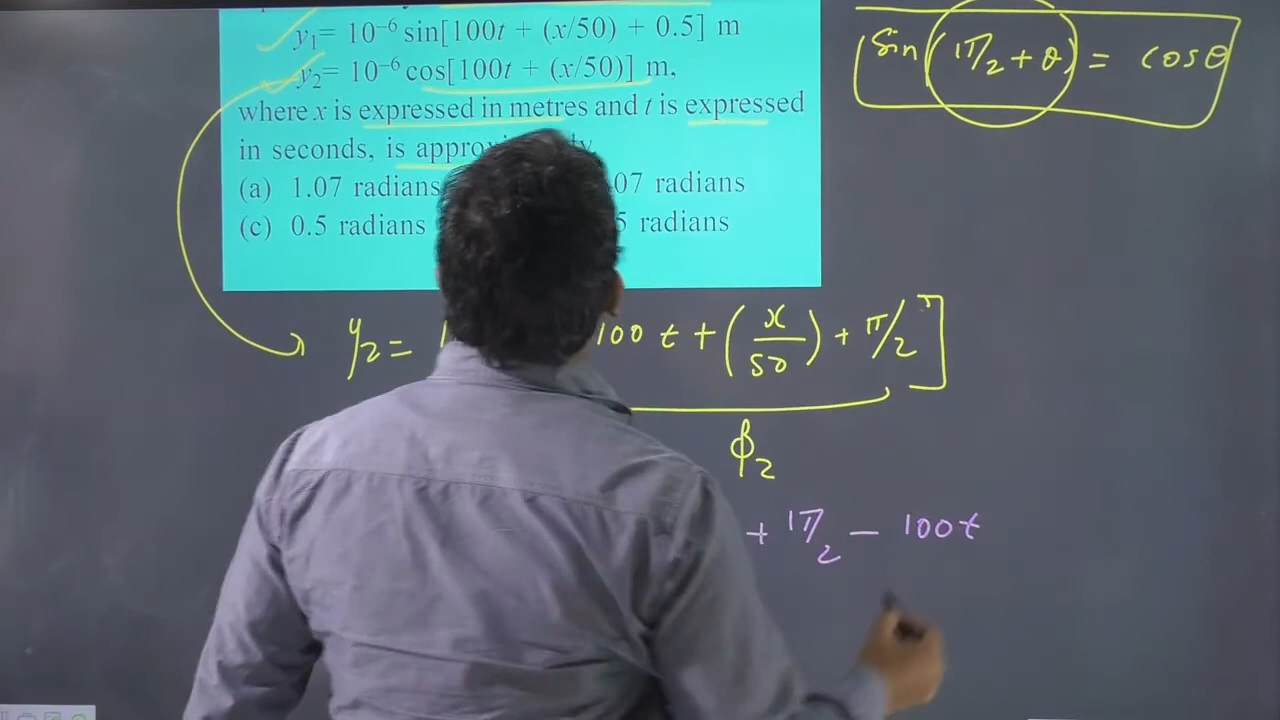 y₁= 10⁻⁶ sin[100t + (x/50) + 0.5] m
y₂= 10⁻⁶ cos[100t + (x/50)] m,
where x is expressed in metres and t is expressed
in seconds, is
(a) 1.07 radians 07 radians
(c) 0.5 radians 5 radians
sin(π/2 + θ) = cosθ
y₂ = 100 t + (x/50) + π/2]
ϕ₂
+ π/2 − 100t